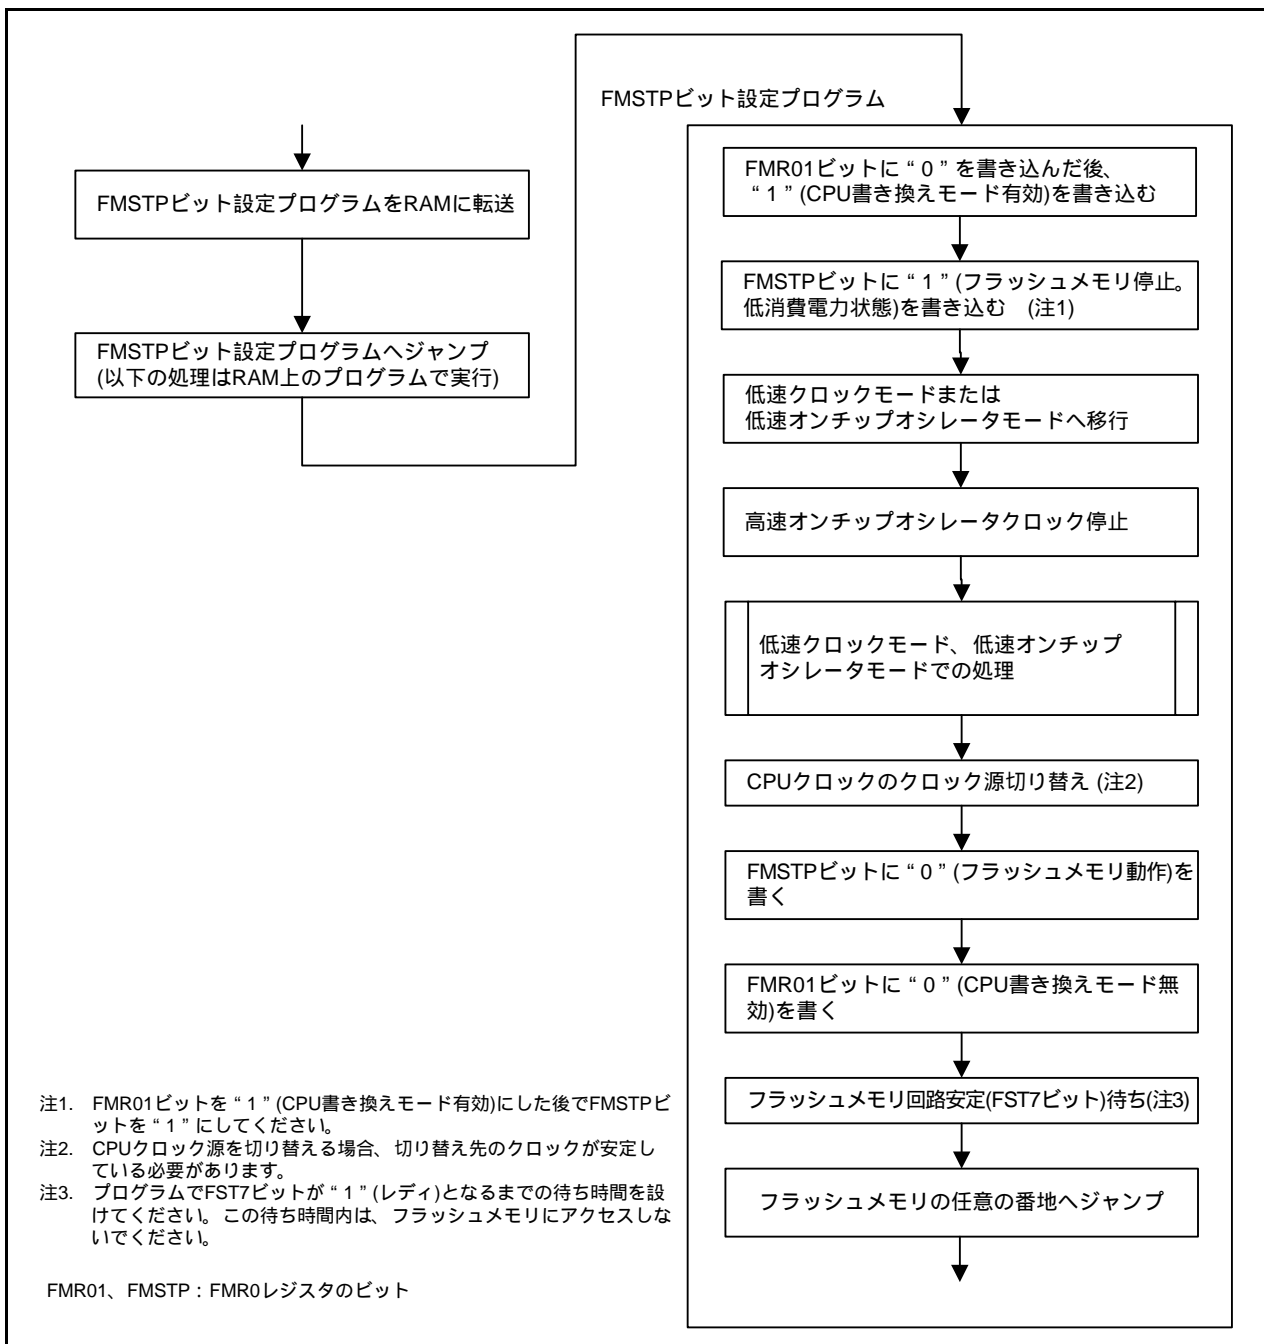 FMSTPビット設定プログラムをRAMに転送
FMSTPビット設定プログラムへジャンプ
(以下の処理はRAM上のプログラムで実行)
FMSTPビット設定プログラム
FMR01ビットに“0”を書き込んだ後、
“1”(CPU書き換えモード有効)を書き込む
FMSTPビットに“1”(フラッシュメモリ停止。
低消費電力状態)を書き込む (注1)
低速クロックモードまたは
低速オンチップオシレータモードへ移行
高速オンチップオシレータクロック停止
低速クロックモード、低速オンチップ
オシレータモードでの処理
CPUクロックのクロック源切り替え (注2)
FMSTPビットに“0”(フラッシュメモリ動作)を
書く
FMR01ビットに“0”(CPU書き換えモード無
効)を書く
フラッシュメモリ回路安定(FST7ビット)待ち(注3)
フラッシュメモリの任意の番地へジャンプ
注1. FMR01ビットを“1”(CPU書き換えモード有効)にした後でFMSTPビ
ットを“1”にしてください。
注2. CPUクロック源を切り替える場合、切り替え先のクロックが安定し
ている必要があります。
注3. プログラムでFST7ビットが“1”(レディ)となるまでの待ち時間を設
けてください。この待ち時間内は、フラッシュメモリにアクセスしな
いでください。
FMR01、FMSTP:FMR0レジスタのビット